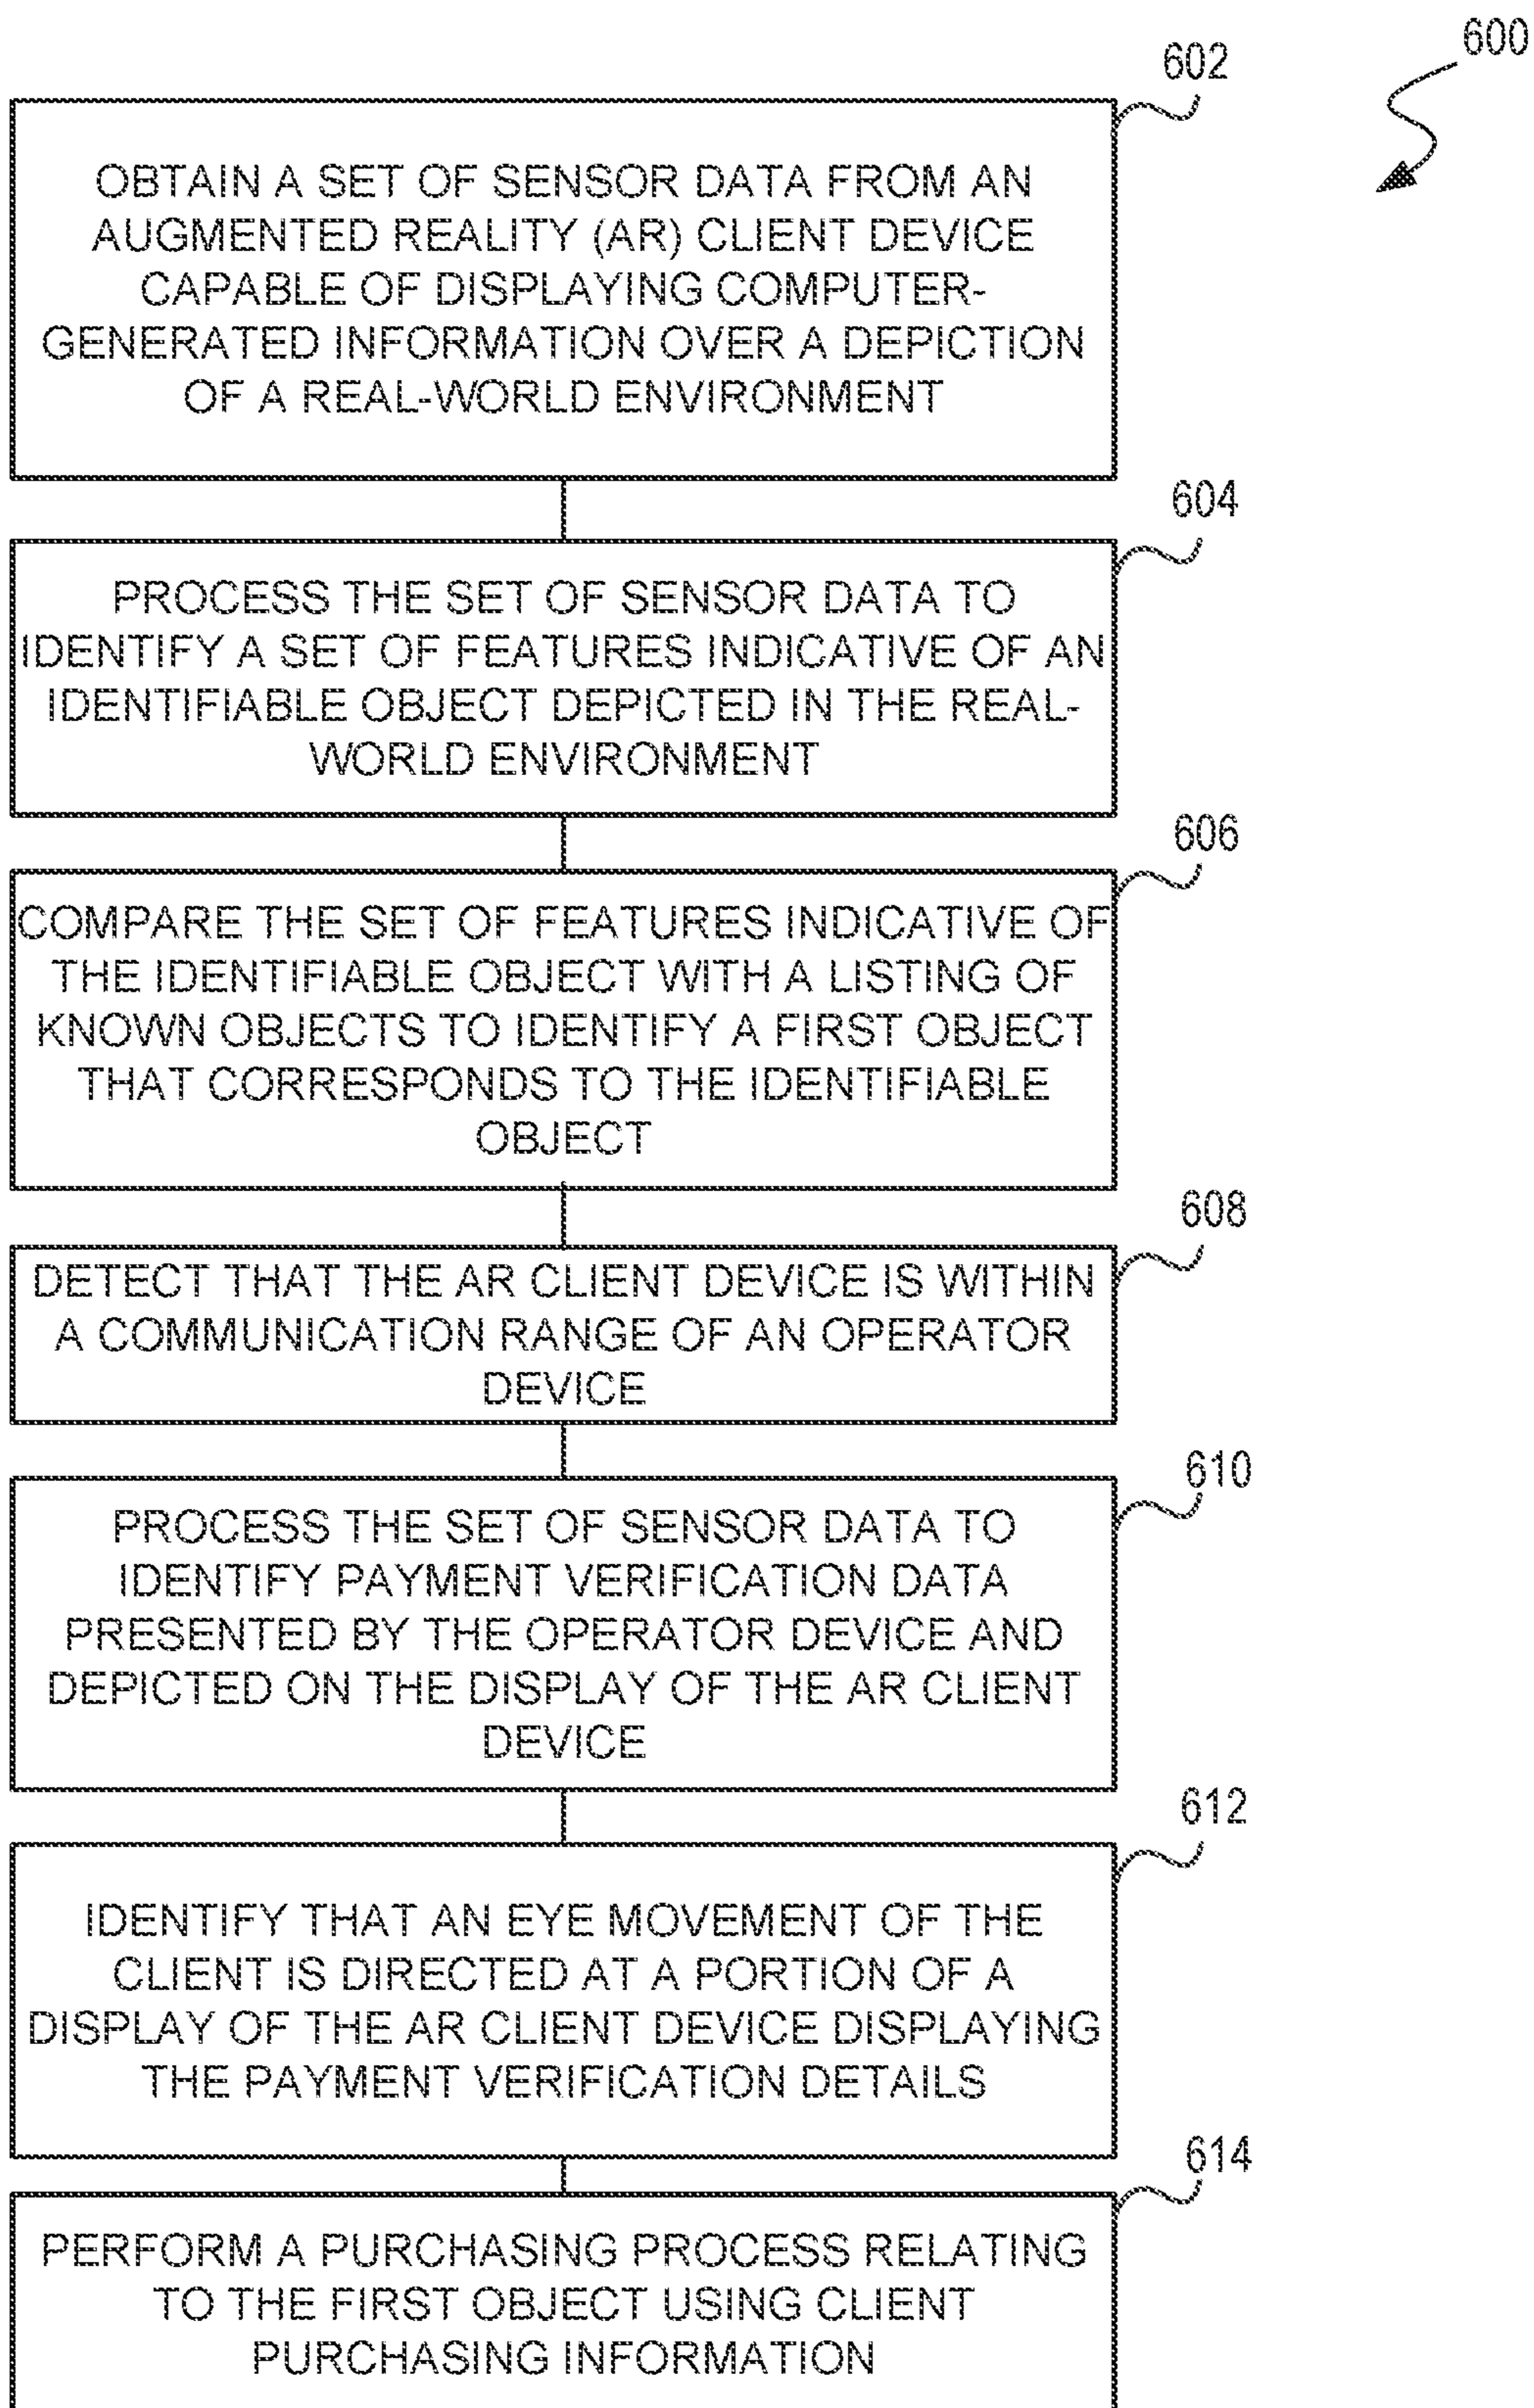 600
602
OBTAIN A SET OF SENSOR DATA FROM AN
AUGMENTED REALITY (AR) CLIENT DEVICE
CAPABLE OF DISPLAYING COMPUTER-
GENERATED INFORMATION OVER A DEPICTION
OF A REAL-WORLD ENVIRONMENT
604
PROCESS THE SET OF SENSOR DATA TO
IDENTIFY A SET OF FEATURES INDICATIVE OF AN
IDENTIFIABLE OBJECT DEPICTED IN THE REAL-
WORLD ENVIRONMENT
606
COMPARE THE SET OF FEATURES INDICATIVE OF
THE IDENTIFIABLE OBJECT WITH A LISTING OF
KNOWN OBJECTS TO IDENTIFY A FIRST OBJECT
THAT CORRESPONDS TO THE IDENTIFIABLE
OBJECT
608
DETECT THAT THE AR CLIENT DEVICE IS WITHIN
A COMMUNICATION RANGE OF AN OPERATOR
DEVICE
610
PROCESS THE SET OF SENSOR DATA TO
IDENTIFY PAYMENT VERIFICATION DATA
PRESENTED BY THE OPERATOR DEVICE AND
DEPICTED ON THE DISPLAY OF THE AR CLIENT
DEVICE
612
IDENTIFY THAT AN EYE MOVEMENT OF THE
CLIENT IS DIRECTED AT A PORTION OF A
DISPLAY OF THE AR CLIENT DEVICE DISPLAYING
THE PAYMENT VERIFICATION DETAILS
614
PERFORM A PURCHASING PROCESS RELATING
TO THE FIRST OBJECT USING CLIENT
PURCHASING INFORMATION